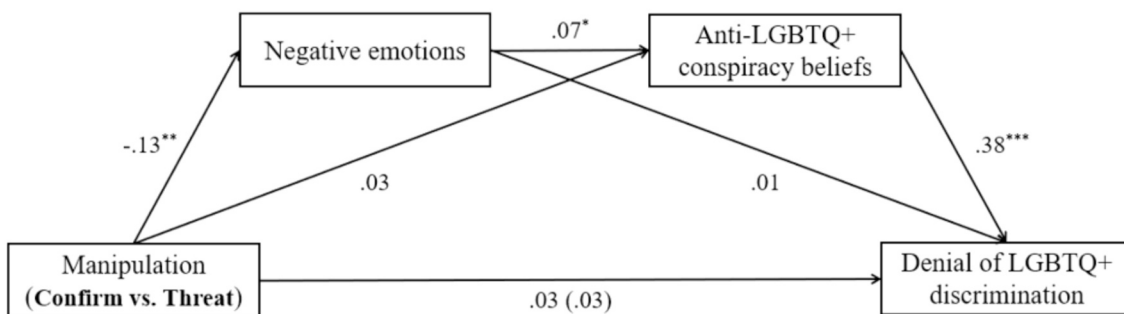 .07*
Negative emotions
Anti-LGBTQ+
conspiracy beliefs
-.13**
.03
.01
.38***
Manipulation
(Confirm vs. Threat)
.03 (.03)
Denial of LGBTQ+
discrimination